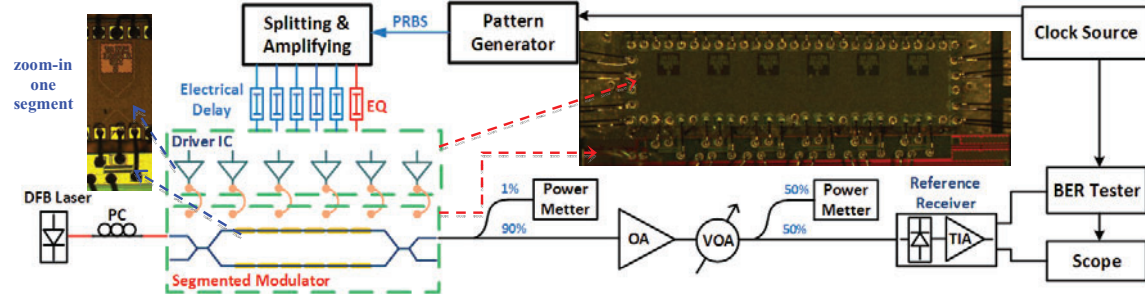 zoom-in
one
segment
Splitting &
Amplifying
PRBS
Pattern
Generator
Clock Source
Electrical
Delay
EQ
Driver IC
DFB Laser
PC
Segmented Modulator
1%
90%
Power
Metter
OA
VOA
50%
50%
Power
Metter
Reference
Receiver
TIA
BER Tester
Scope